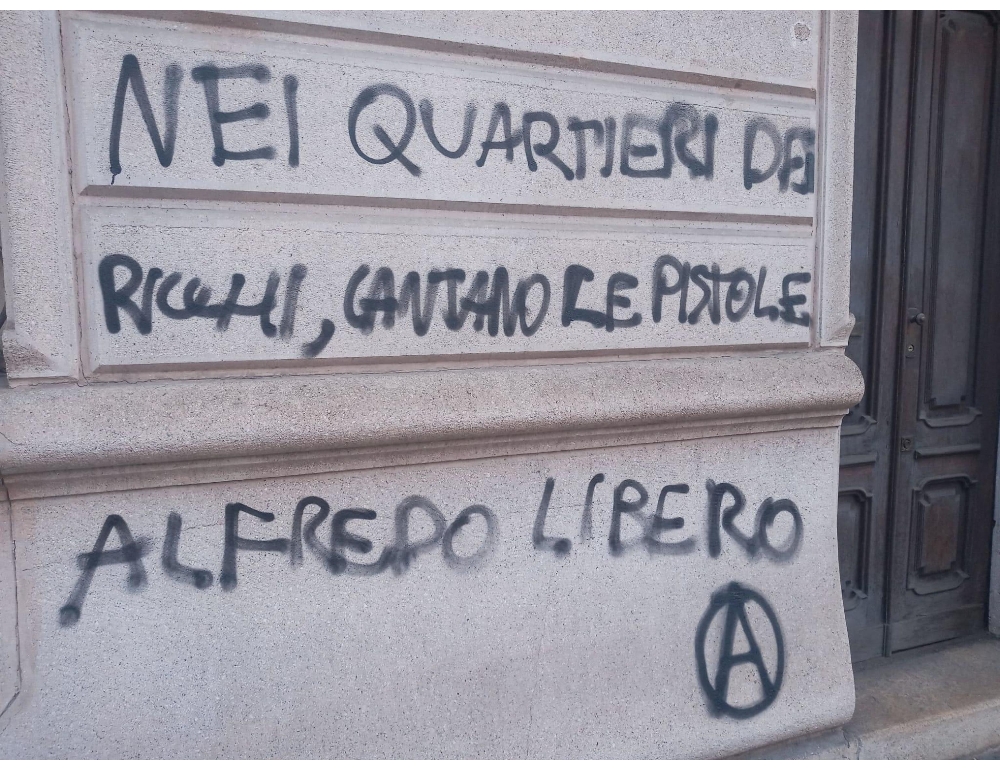 NEI QUARTIERI DEI
RICCHI, CANTANO LE PISTOLE
ALFREDO LIBERO
A